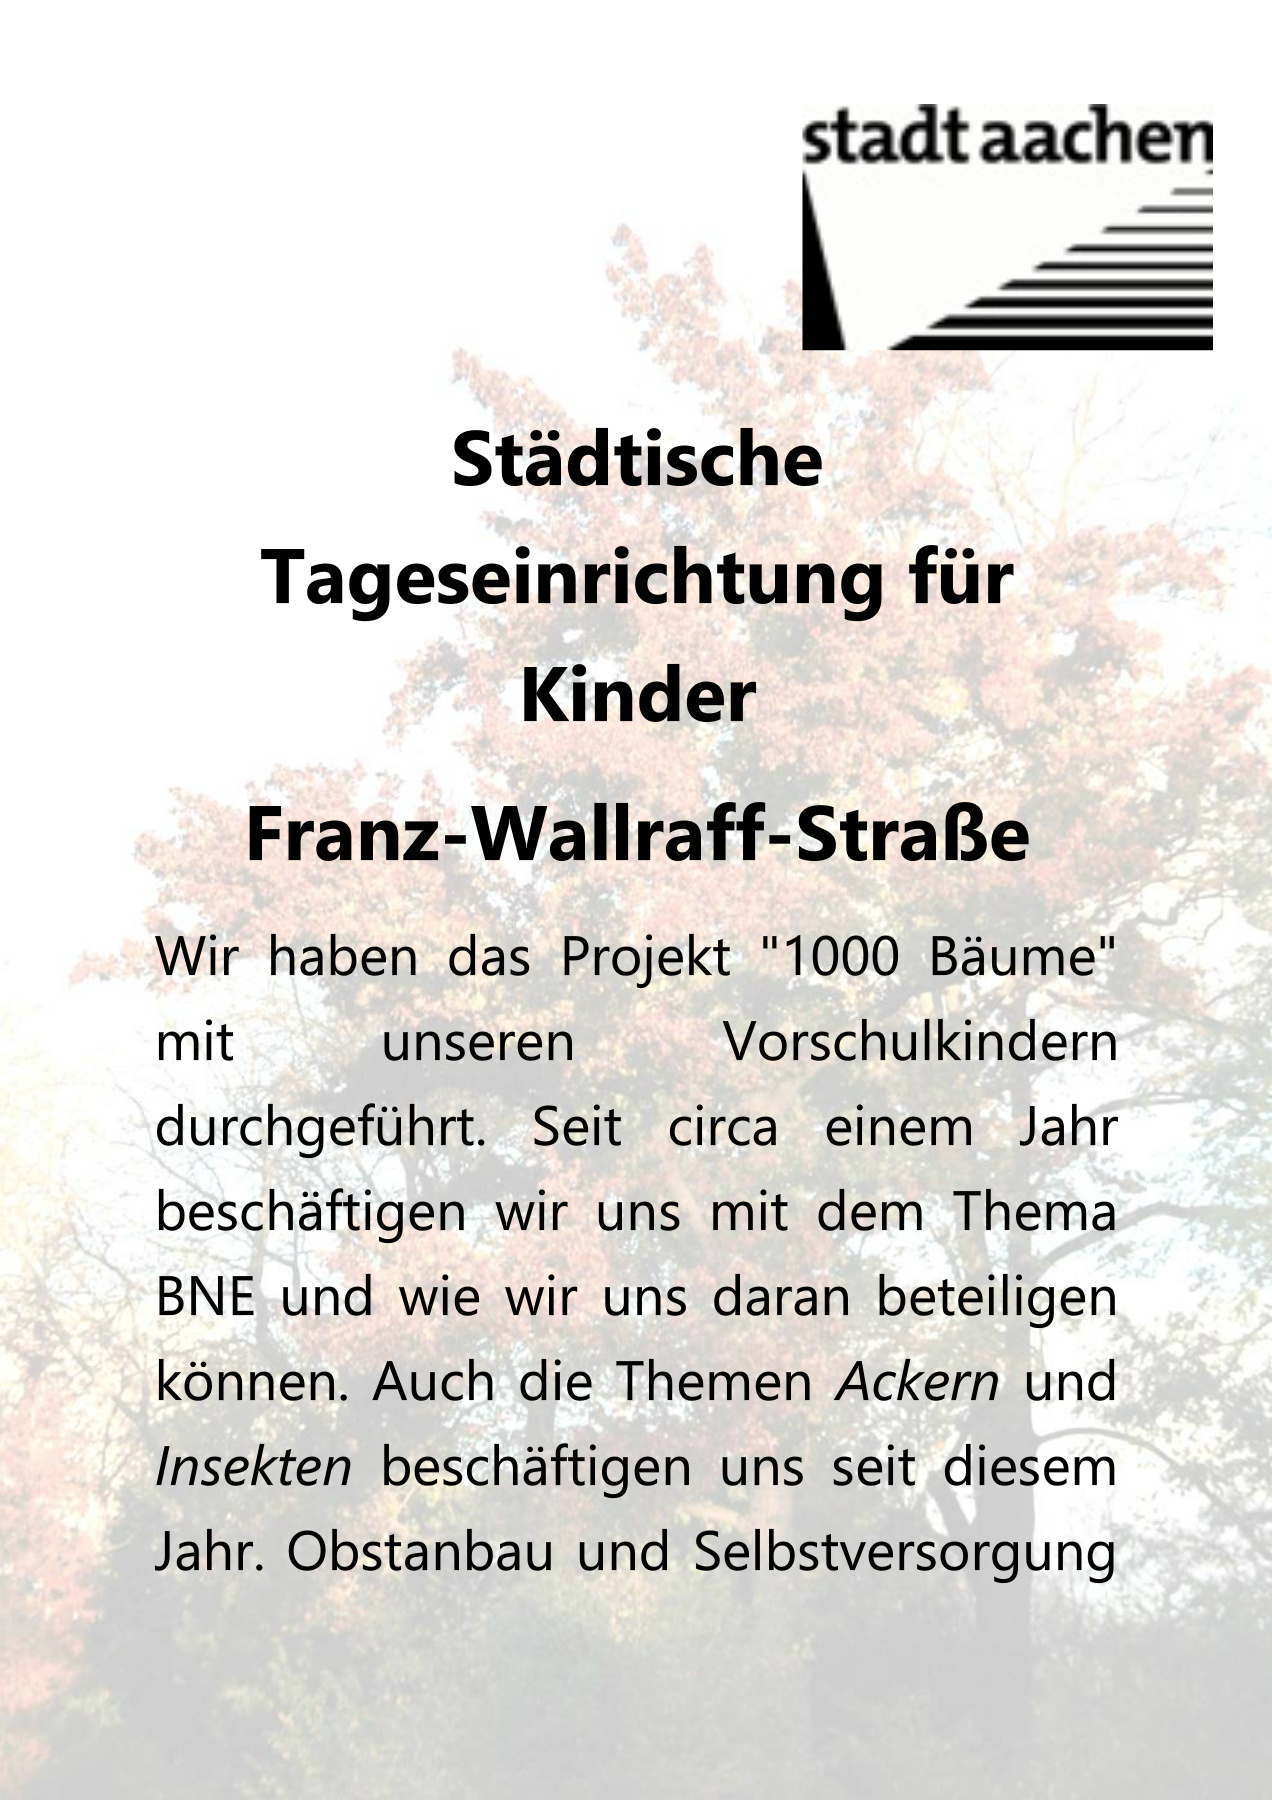 stadt aachen
Städtische
Tageseinrichtung für
Kinder
Franz-Wallraff-Straße
Wir haben das Projekt "1000 Bäume"
mit unseren Vorschulkindern
durchgeführt. Seit circa einem Jahr
beschäftigen wir uns mit dem Thema
BNE und wie wir uns daran beteiligen
können. Auch die Themen Ackern und
Insekten beschäftigen uns seit diesem
Jahr. Obstanbau und Selbstversorgung